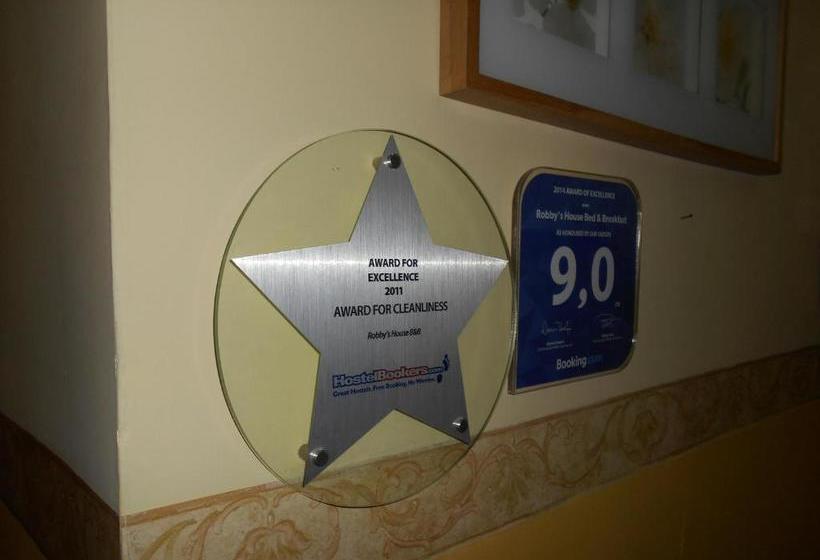 AWARD FOR
EXCELLENCE
2011
AWARD FOR CLEANLINESS
Robby's House B&B
HostelBookers.com
Great Hostels. Free Booking. No Worries.
2014 AWARD OF EXCELLENCE
Robby's House Bed & Breakfast
AS HONOURED BY OUR GUESTS
9,0
Booking.com